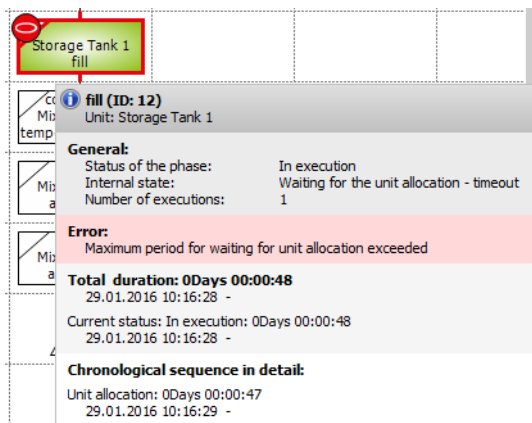 Storage Tank 1
fill
fill (ID: 12)
Unit: Storage Tank 1
General:
Status of the phase: In execution
Internal state: Waiting for the unit allocation - timeout
Number of executions: 1
Error:
Maximum period for waiting for unit allocation exceeded
Total duration: 0Days 00:00:48
29.01.2016 10:16:28 -
Current status: In execution: 0Days 00:00:48
29.01.2016 10:16:28 -
Chronological sequence in detail:
Unit allocation: 0Days 00:00:47
29.01.2016 10:16:29 -